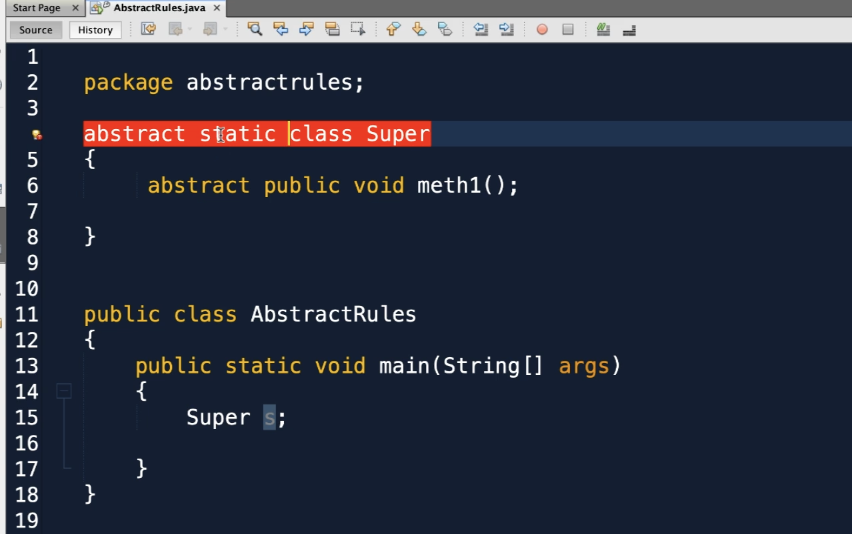 Start Page × AbstractRules.java ×
Source History
1
2 package abstractrules;
3
abstract static class Super
5 {
6 abstract public void meth1();
7
8 }
9
10
11 public class AbstractRules
12 {
13 public static void main(String[] args)
14 {
15 Super s;
16
17 }
18 }
19